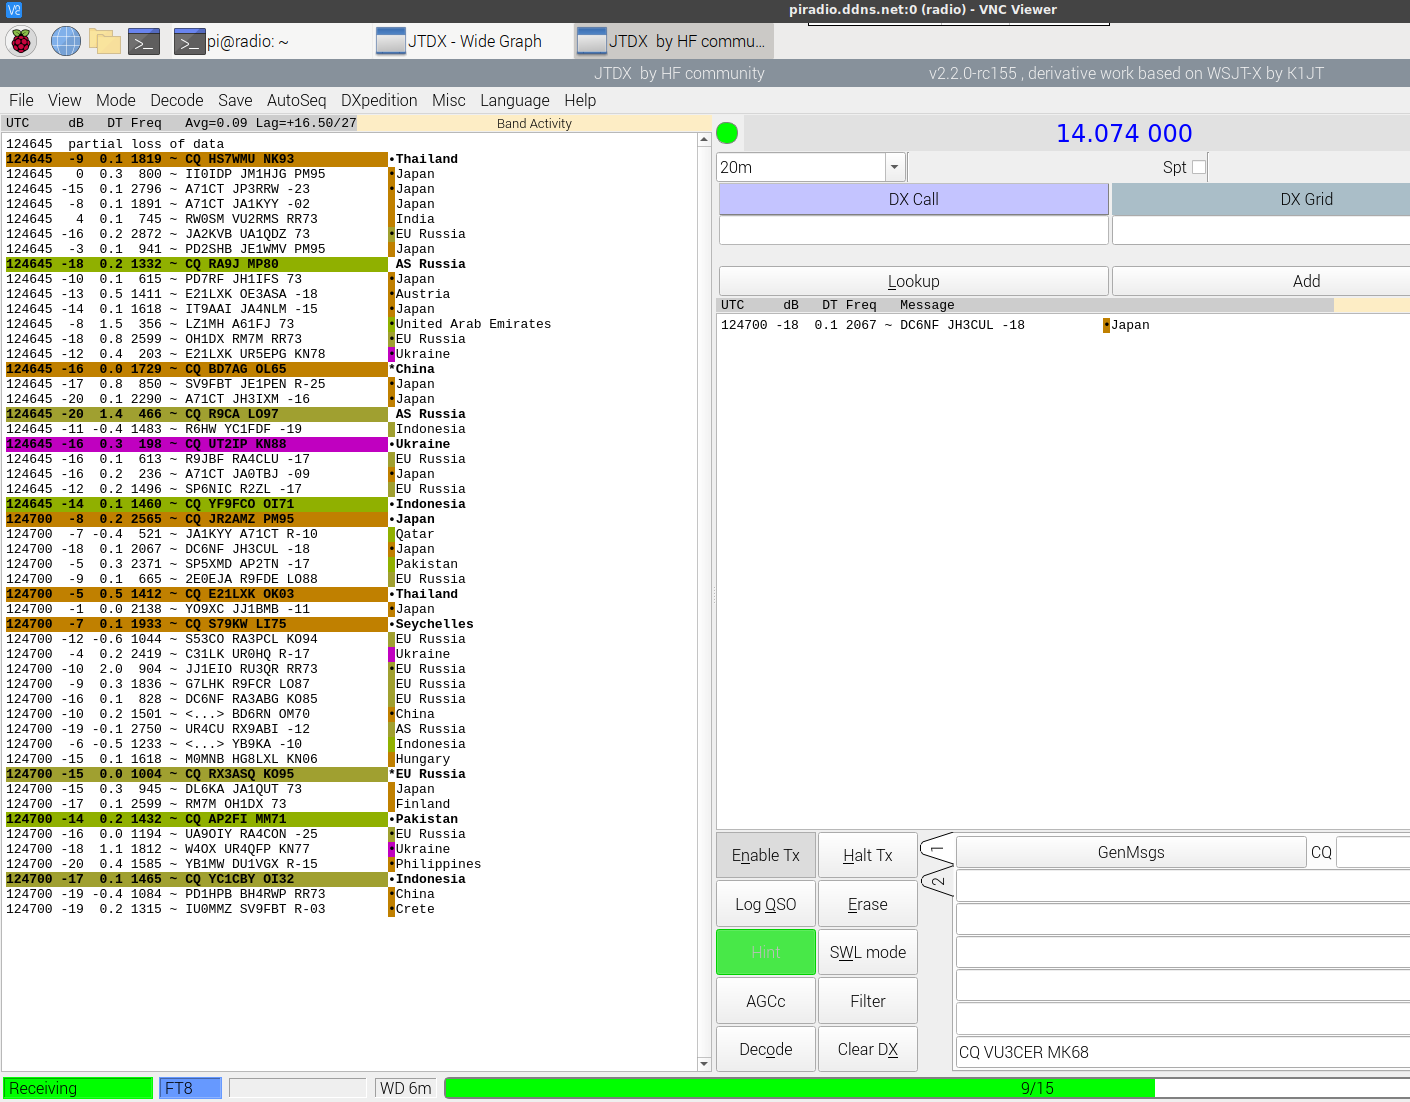 VC piradio.ddns.net:0 (radio) - VNC Viewer
pi@radio: ~ JTDX - Wide Graph JTDX  by HF commu...
JTDX  by HF community v2.2.0-rc155 , derivative work based on WSJT-X by K1JT
File View Mode Decode Save AutoSeq DXpedition Misc Language Help
UTC dB DT Freq Avg=0.09 Lag=+16.50/27 Band Activity
124645 partial loss of data
124645 -9 0.1 1819 ~ CQ HS7WMU NK93 •Thailand
124645 0 0.3 800 ~ II0IDP JM1HJG PM95 •Japan
124645 -15 0.1 2796 ~ A71CT JP3RRW -23 •Japan
124645 -8 0.1 1891 ~ A71CT JA1KYY -02 Japan
124645 4 0.1 745 ~ RW0SM VU2RMS RR73 India
124645 -16 0.2 2872 ~ JA2KVB UA1QDZ 73 •EU Russia
124645 -3 0.1 941 ~ PD2SHB JE1WMV PM95 Japan
124645 -18 0.2 1332 ~ CQ RA9J MP80 AS Russia
124645 -10 0.1 615 ~ PD7RF JH1IFS 73 •Japan
124645 -13 0.5 1411 ~ E21LXK OE3ASA -18 •Austria
124645 -14 0.1 1618 ~ IT9AAI JA4NLM -15 •Japan
124645 -8 1.5 356 ~ LZ1MH A61FJ 73 •United Arab Emirates
124645 -18 0.8 2599 ~ OH1DX RM7M RR73 •EU Russia
124645 -12 0.4 203 ~ E21LXK UR5EPG KN78 •Ukraine
124645 -16 0.0 1729 ~ CQ BD7AG OL65 *China
124645 -17 0.8 850 ~ SV9FBT JE1PEN R-25 •Japan
124645 -20 0.1 2290 ~ A71CT JH3IXM -16 •Japan
124645 -20 1.4 466 ~ CQ R9CA LO97 AS Russia
124645 -11 -0.4 1483 ~ R6HW YC1FDF -19 Indonesia
124645 -16 0.3 198 ~ CQ UT2IP KN88 •Ukraine
124645 -16 0.1 613 ~ R9JBF RA4CLU -17 EU Russia
124645 -16 0.2 236 ~ A71CT JA0TBJ -09 •Japan
124645 -12 0.2 1496 ~ SP6NIC R2ZL -17 EU Russia
124645 -14 0.1 1460 ~ CQ YF9FCO OI71 •Indonesia
124700 -8 0.2 2565 ~ CQ JR2AMZ PM95 •Japan
124700 -7 -0.4 521 ~ JA1KYY A71CT R-10 Qatar
124700 -18 0.1 2067 ~ DC6NF JH3CUL -18 •Japan
124700 -5 0.3 2371 ~ SP5XMD AP2TN -17 Pakistan
124700 -9 0.1 665 ~ 2E0EJA R9FDE LO88 EU Russia
124700 -5 0.5 1412 ~ CQ E21LXK OK03 •Thailand
124700 -1 0.0 2138 ~ YO9XC JJ1BMB -11 •Japan
124700 -7 0.1 1933 ~ CQ S79KW LI75 •Seychelles
124700 -12 -0.6 1044 ~ S53CO RA3PCL KO94 EU Russia
124700 -4 0.2 2419 ~ C31LK UR0HQ R-17 Ukraine
124700 -10 2.0 904 ~ JJ1EIO RU3QR RR73 •EU Russia
124700 -9 0.3 1836 ~ G7LHK R9FCR LO87 EU Russia
124700 -16 0.1 828 ~ DC6NF RA3ABG KO85 EU Russia
124700 -10 0.2 1501 ~ <...> BD6RN OM70 •China
124700 -19 -0.1 2750 ~ UR4CU RX9ABI -12 AS Russia
124700 -6 -0.5 1233 ~ <...> YB9KA -10 Indonesia
124700 -15 0.1 1618 ~ M0MNB HG8LXL KN06 Hungary
124700 -15 0.0 1004 ~ CQ RX3ASQ KO95 *EU Russia
124700 -15 0.3 945 ~ DL6KA JA1QUT 73 Japan
124700 -17 0.1 2599 ~ RM7M OH1DX 73 Finland
124700 -14 0.2 1432 ~ CQ AP2FI MM71 •Pakistan
124700 -16 0.0 1194 ~ UA9OIY RA4CON -25 •EU Russia
124700 -18 1.1 1812 ~ W4OX UR4QFP KN77 •Ukraine
124700 -20 0.4 1585 ~ YB1MW DU1VGX R-15 •Philippines
124700 -17 0.1 1465 ~ CQ YC1CBY OI32 •Indonesia
124700 -19 -0.4 1084 ~ PD1HPB BH4RWP RR73 •China
124700 -19 0.2 1315 ~ IU0MMZ SV9FBT R-03 •Crete
14.074 000
20m Spt
DX Call DX Grid
Lookup Add
UTC dB DT Freq Message
124700 -18 0.1 2067 ~ DC6NF JH3CUL -18 •Japan
Enable Tx Halt Tx 1 GenMsgs CQ
2
Log QSO Erase
Hint SWL mode
AGCc Filter
Decode Clear DX CQ VU3CER MK68
Receiving FT8 WD 6m 9/15